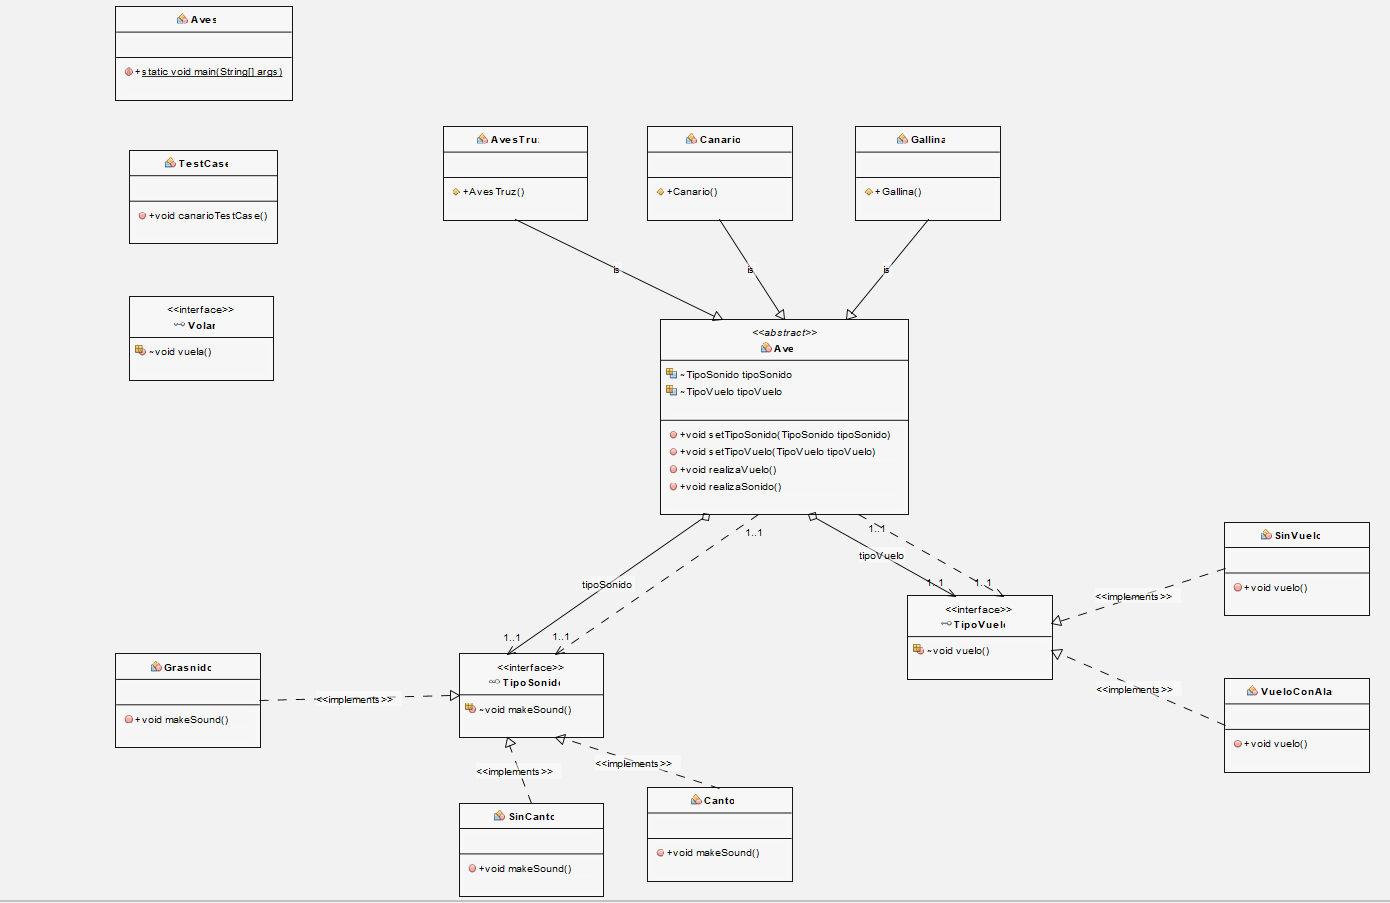 Aves
+static void main(String[] args)
TestCase
+void canarioTestCase()
<<interface>>
Volar
~void vuela()
AvesTru
+AvesTruz()
Canario
+Canario()
Gallina
+Gallina()
is
is
is
<<abstract>>
Ave
~TipoSonido tipoSonido
~TipoVuelo tipoVuelo
+void setTipoSonido(TipoSonido tipoSonido)
+void setTipoVuelo(TipoVuelo tipoVuelo)
+void realizaVuelo()
+void realizaSonido()
1..1
1..1
tipoVuelo
tipoSonido
1..1
1..1
1..1
1..1
<<interface>>
TipoVuelo
~void vuelo()
<<implements>>
<<implements>>
SinVuelo
+void vuelo()
VueloConAla
+void vuelo()
Grasnido
+void makeSound()
<<implements>>
<<interface>>
TipoSonido
~void makeSound()
<<implements>>
<<implements>>
SinCanto
+void makeSound()
Canto
+void makeSound()